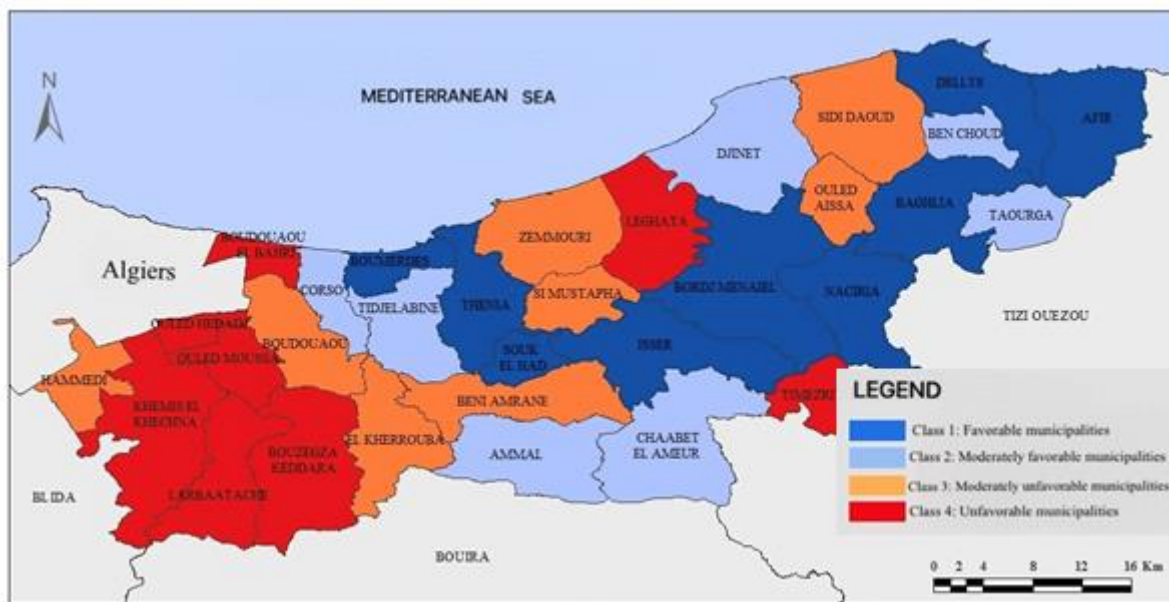 N
MEDITERRANEAN SEA
DELLYS
AFIR
SIDI DAOUD
BEN CHOUD
DJINET
OULED
AISSA
BAGHLIA
TAOURGA
LEGHATA
ZEMMOURI
BOUDOUAOU
EL BAHRI
Algiers
BOUMERDES
CORSO
TIDJELABINE
THENIA
SI MUSTAPHA
BORDJ MENAIEL
NACIRIA
TIZI OUEZOU
OULED HEDADJ
OULED MOUSSA
BOUDOUAOU
SOUK
EL HAD
ISSER
HAMMEDI
KHEMIS EL
KHECHNA
BENI AMRANE
TIMEZRI
EL KHERROUBA
BOUZEGZA
KEDDARA
AMMAL
CHAABET
EL AMEUR
LARBAATACHE
BLIDA
BOUIRA
LEGEND
Class 1: Favorable municipalities
Class 2: Moderately favorable municipalities
Class 3: Moderately unfavorable municipalities
Class 4: Unfavorable municipalities
0 2 4 8 12 16 Km